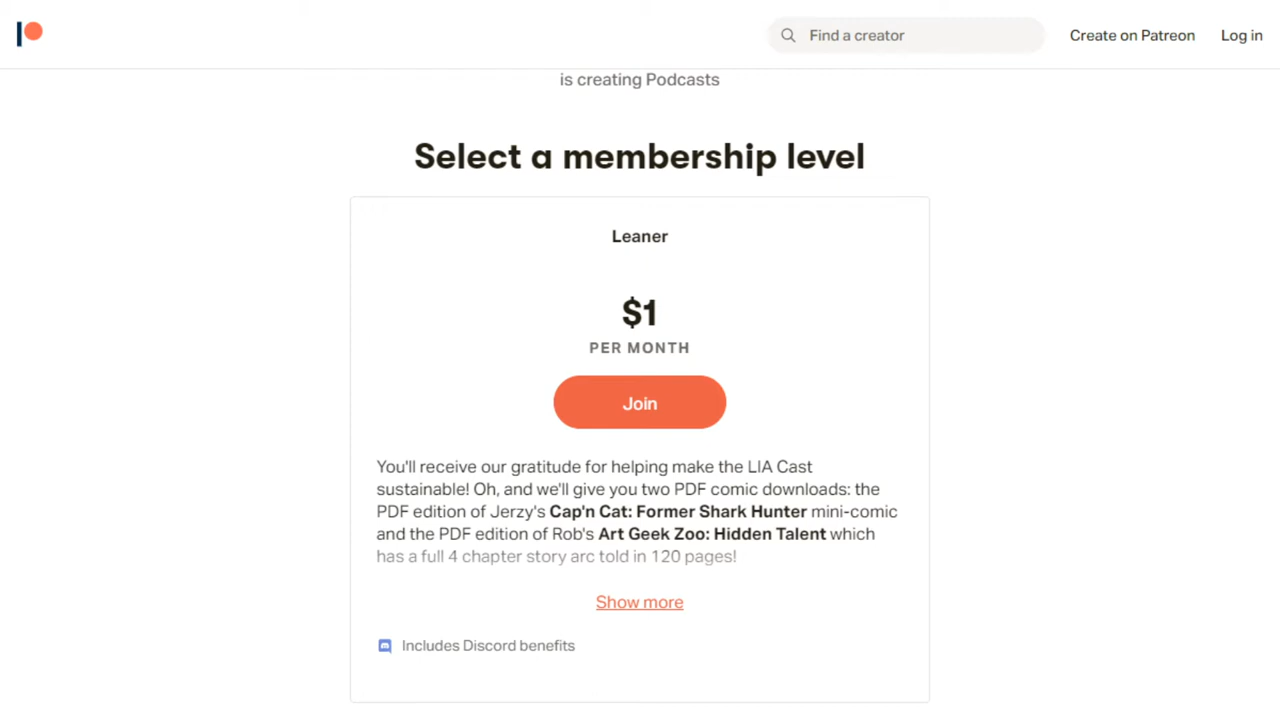 Find a creator
Create on Patreon
Log in
is creating Podcasts
Select a membership level
Leaner
$1
PER MONTH
Join
You'll receive our gratitude for helping make the LIA Cast
sustainable! Oh, and we'll give you two PDF comic downloads: the
PDF edition of Jerzy's Cap'n Cat: Former Shark Hunter mini-comic
and the PDF edition of Rob's Art Geek Zoo: Hidden Talent which
has a full 4 chapter story arc told in 120 pages!
Show more
Includes Discord benefits